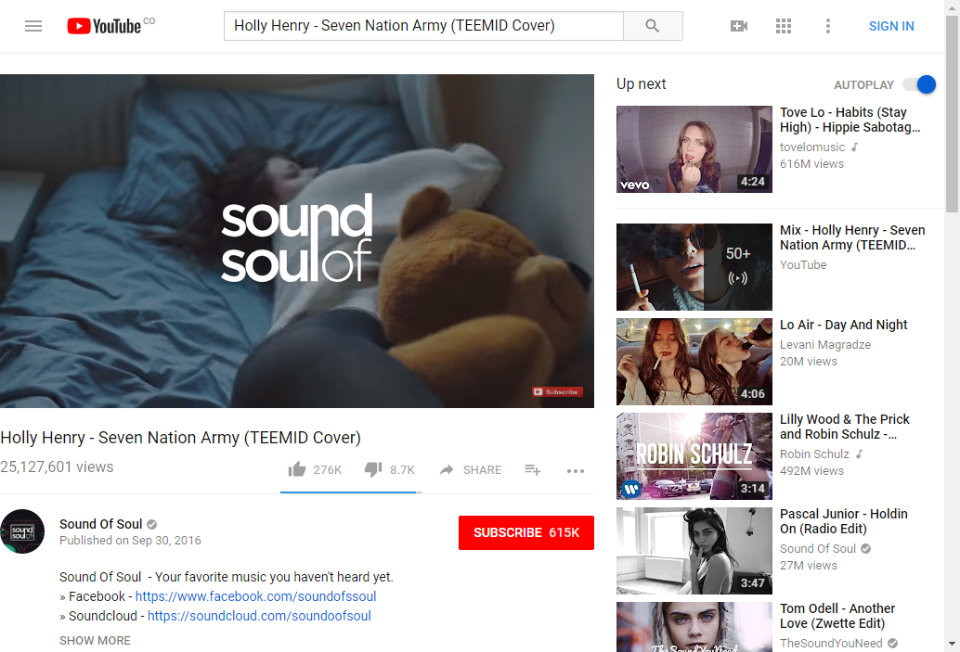 YouTube CO
Holly Henry - Seven Nation Army (TEEMID Cover)
SIGN IN
sound
soulof
Subscribe
Holly Henry - Seven Nation Army (TEEMID Cover)
25,127,601 views
276K
8.7K
SHARE
sound
soulof
Sound Of Soul
Published on Sep 30, 2016
SUBSCRIBE 615K
Sound Of Soul - Your favorite music you haven't heard yet.
» Facebook - https://www.facebook.com/soundofssoul
» Soundcloud - https://soundcloud.com/soundoofsoul
SHOW MORE
Up next
AUTOPLAY
vevo
4:24
Tove Lo - Habits (Stay
High) - Hippie Sabotag...
tovelomusic
616M views
50+
Mix - Holly Henry - Seven
Nation Army (TEEMID...
YouTube
4:06
Lo Air - Day And Night
Levani Magradze
20M views
ROBIN SCHULZ
3:14
Lilly Wood & The Prick
and Robin Schulz -...
Robin Schulz
492M views
3:47
Pascal Junior - Holdin
On (Radio Edit)
Sound Of Soul
27M views
TheSoundYouNeed
Tom Odell - Another
Love (Zwette Edit)
TheSoundYouNeed